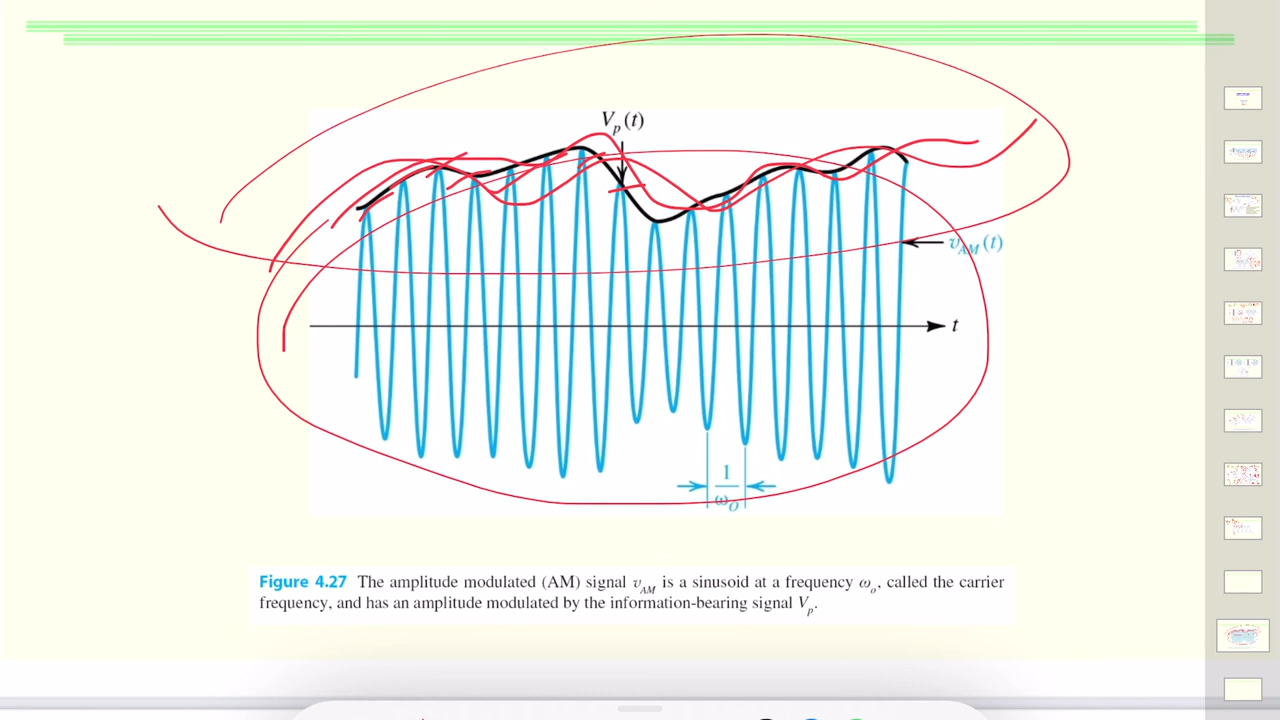 V_p (t)
v_AM (t)
t
1
ω_o
Figure 4.27 The amplitude modulated (AM) signal v_AM is a sinusoid at a frequency ω_o, called the carrier
frequency, and has an amplitude modulated by the information-bearing signal V_p.